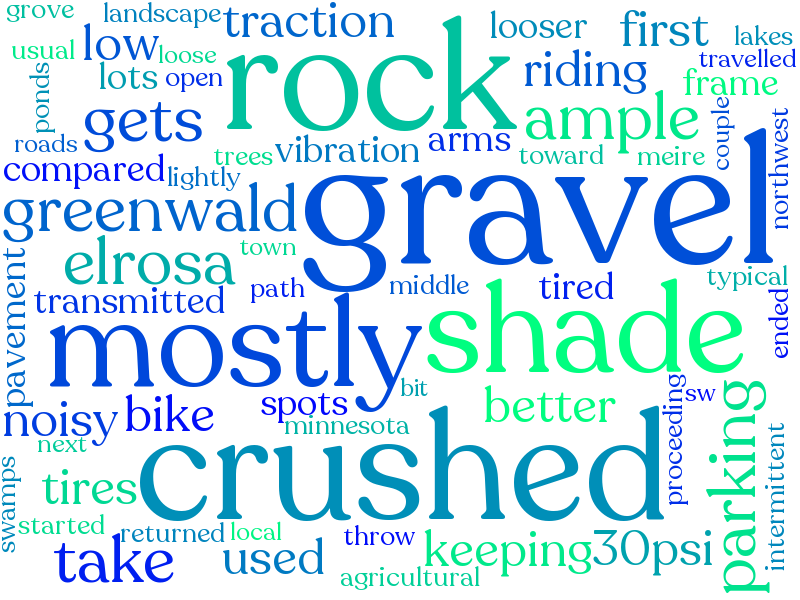 grove
landscape
traction
looser
first
lakes
usual
low
loose
rock
travelled
lots
open
riding
frame
ponds
gets
ample
couple
northwest
roads
trees
vibration
arms
toward
meire
compared
lightly
gravel
greenwald
elrosa
town
pavement
transmitted
path
middle
tired
typical
ended
mostly
shade
bit
noisy
bike
spots
minnesota
better
proceeding
sw
parking
intermittent
next
crushed
swamps
tires
started
returned
local
throw
keeping
30psi
take
used
agricultural